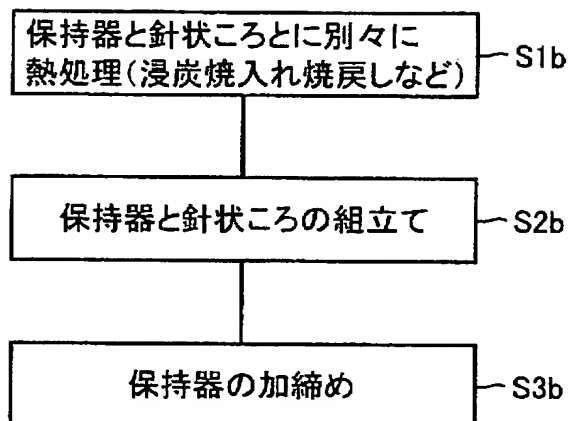 保持器と針状ころとに別々に
熱処理(浸炭焼入れ焼戻しなど)
S1b
保持器と針状ころの組立て
S2b
保持器の加締め
S3b